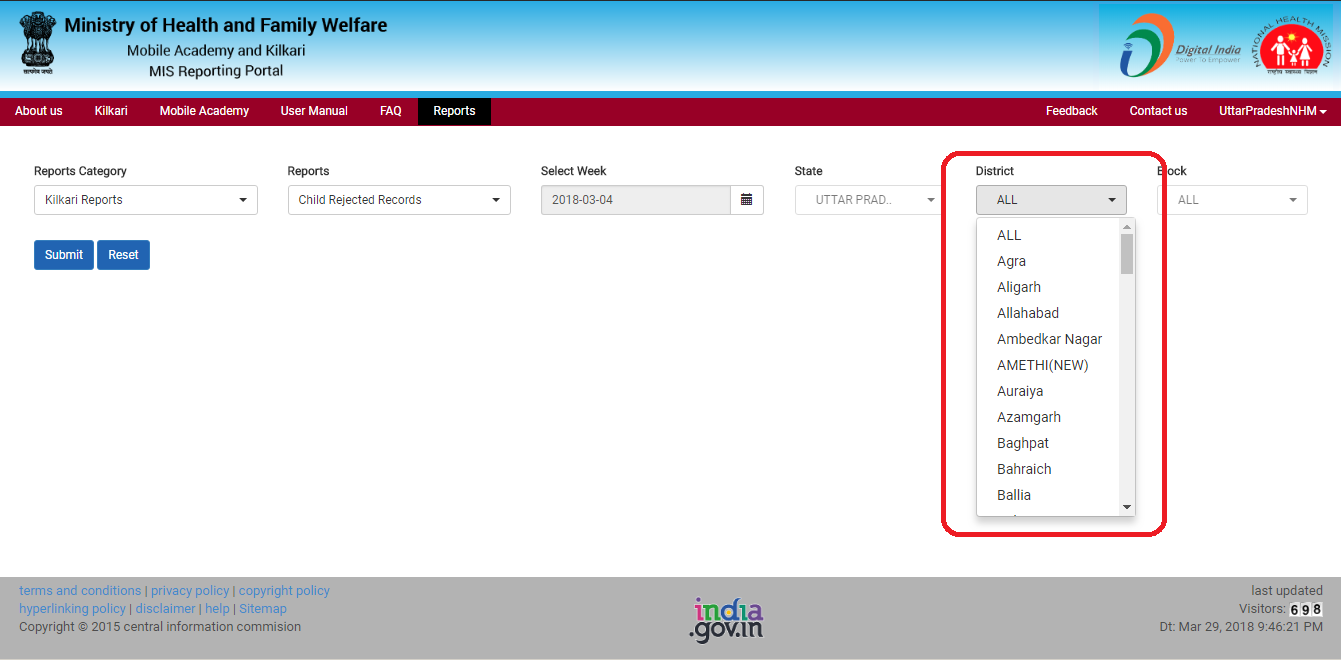 Ministry of Health and Family Welfare
Mobile Academy and Kilkari
MIS Reporting Portal
सत्यमेव जयते
Digital India
Power To Empower
NATIONAL HEALTH MISSION
राष्ट्रीय स्वास्थ्य मिशन
About us Kilkari Mobile Academy User Manual FAQ Reports Feedback Contact us UttarPradeshNHM
Reports Category Reports Select Week State District Block
Kilkari Reports Child Rejected Records 2018-03-04 UTTAR PRAD.. ALL ALL
Submit Reset
ALL
Agra
Aligarh
Allahabad
Ambedkar Nagar
AMETHI(NEW)
Auraiya
Azamgarh
Baghpat
Bahraich
Ballia
terms and conditions | privacy policy | copyright policy
hyperlinking policy | disclaimer | help | Sitemap
Copyright © 2015 central information commision
india
.gov.in
last updated
Visitors: 698
Dt: Mar 29, 2018 9:46:21 PM